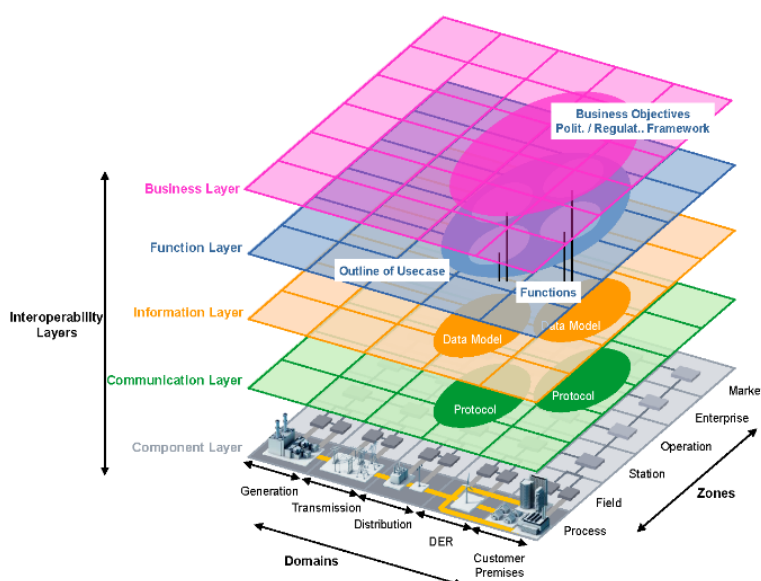 Business Objectives
Polit. / Regulat.. Framework
Business Layer
Function Layer
Outline of Usecase
Functions
Interoperability
Layers
Information Layer
Data Model
Data Model
Communication Layer
Protocol
Protocol
Component Layer
Market
Enterprise
Operation
Station
Field
Process
Zones
Generation
Transmission
Distribution
DER
Customer
Premises
Domains